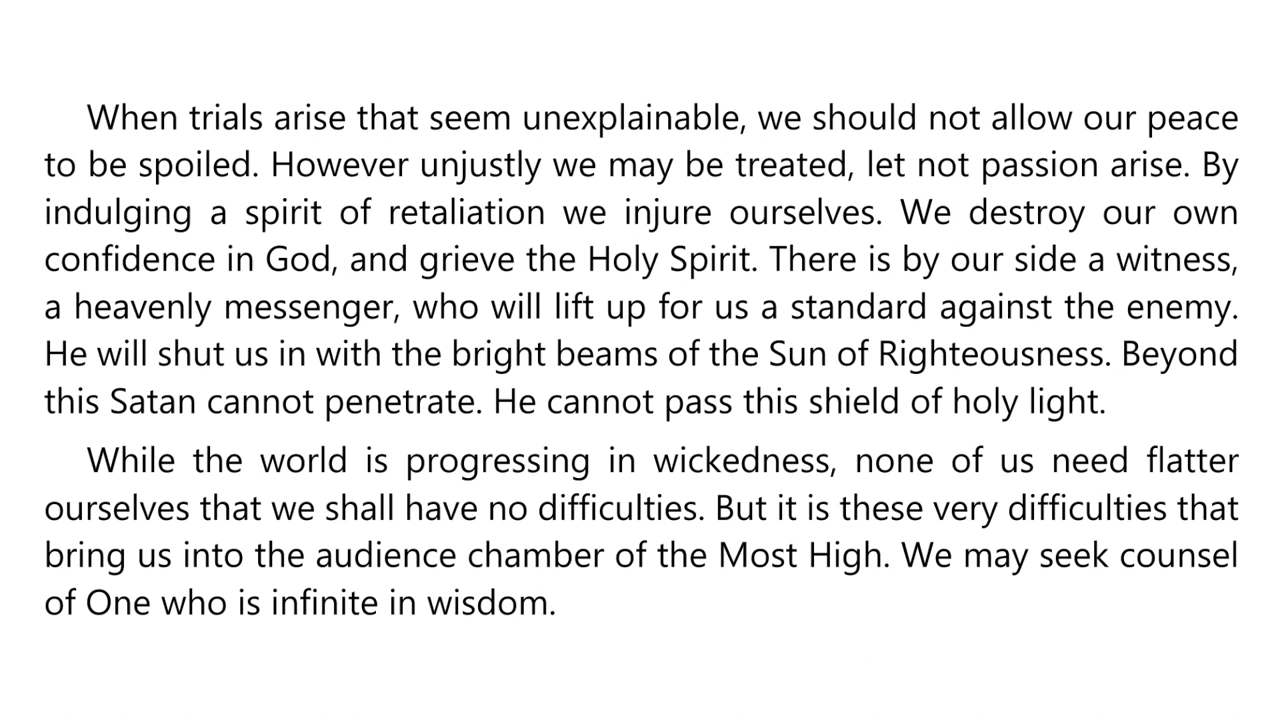 When trials arise that seem unexplainable, we should not allow our peace
to be spoiled. However unjustly we may be treated, let not passion arise. By
indulging a spirit of retaliation we injure ourselves. We destroy our own
confidence in God, and grieve the Holy Spirit. There is by our side a witness,
a heavenly messenger, who will lift up for us a standard against the enemy.
He will shut us in with the bright beams of the Sun of Righteousness. Beyond
this Satan cannot penetrate. He cannot pass this shield of holy light.
While the world is progressing in wickedness, none of us need flatter
ourselves that we shall have no difficulties. But it is these very difficulties that
bring us into the audience chamber of the Most High. We may seek counsel
of One who is infinite in wisdom.